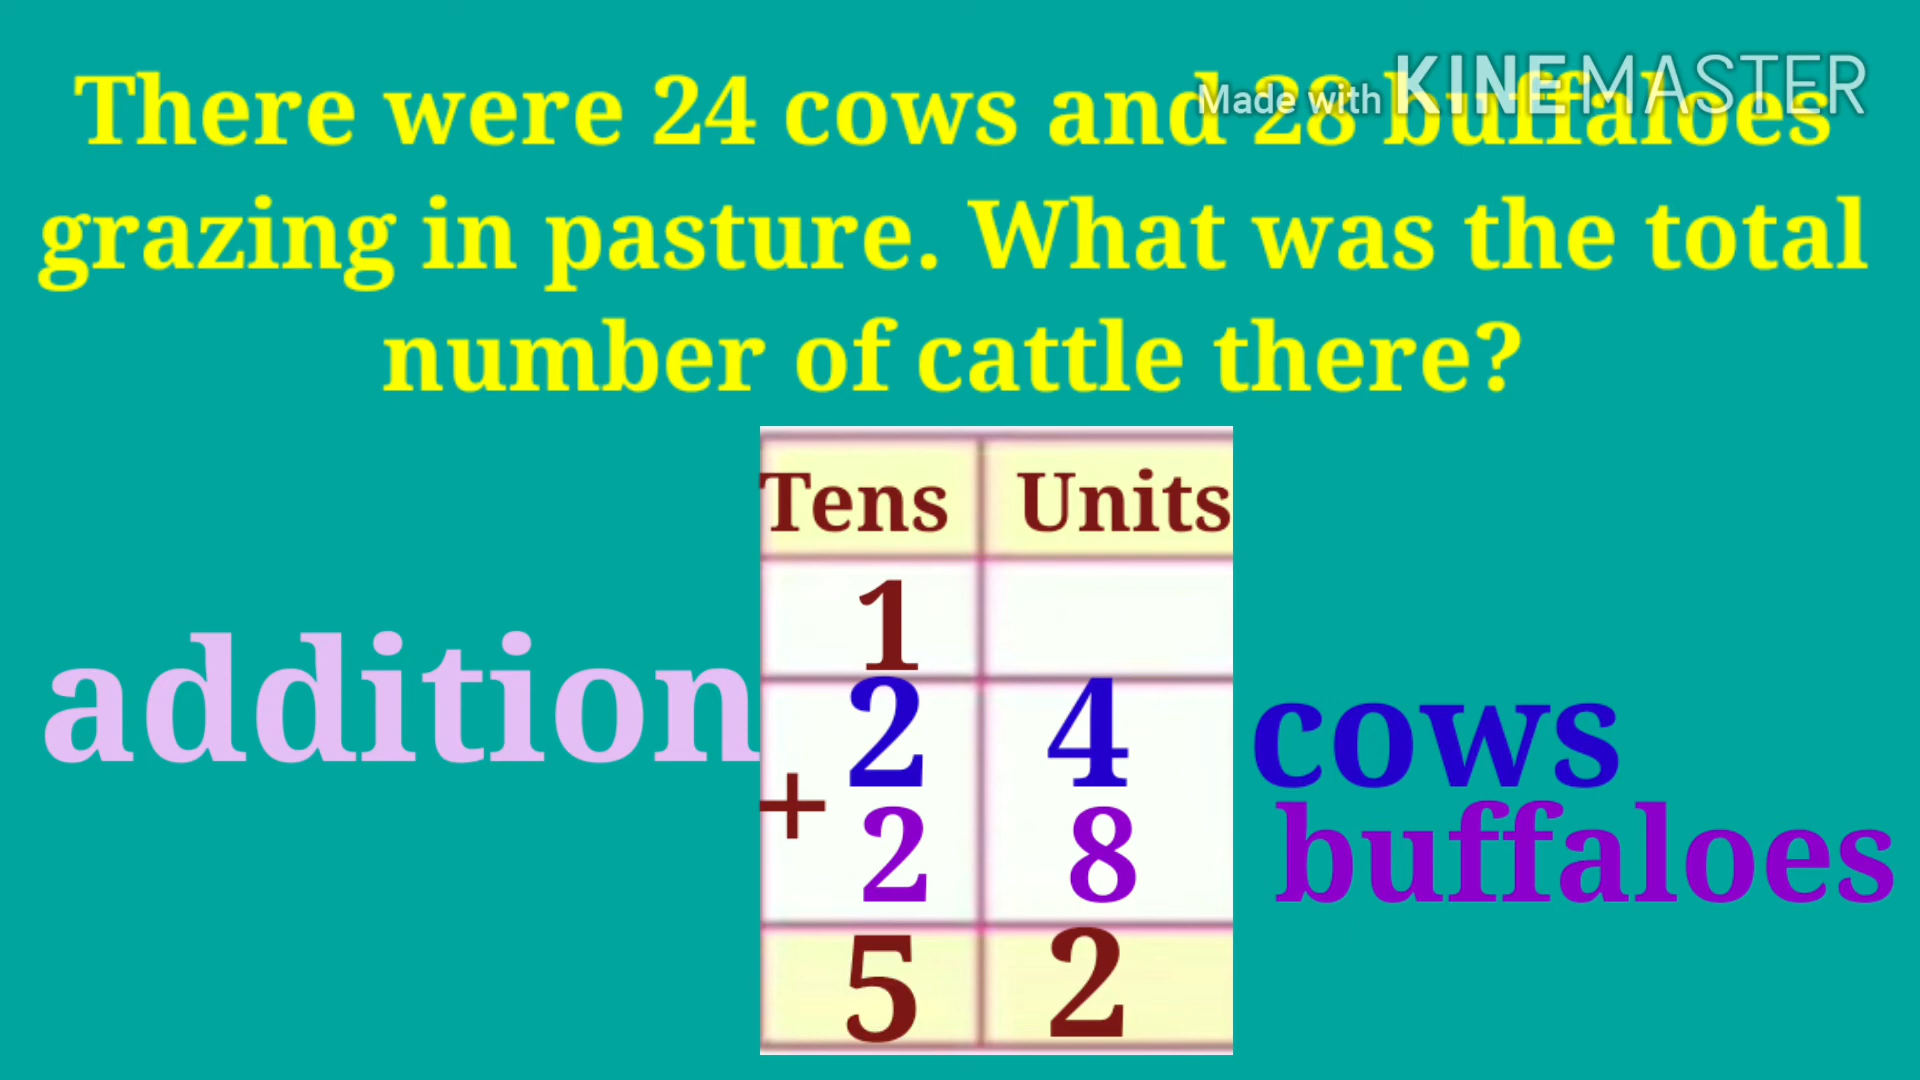 Made with KINEMASTER
There were 24 cows and 28 buffaloes
grazing in pasture. What was the total
number of cattle there?
Tens Units
1
addition
2 4 cows
+ 2 8 buffaloes
5 2